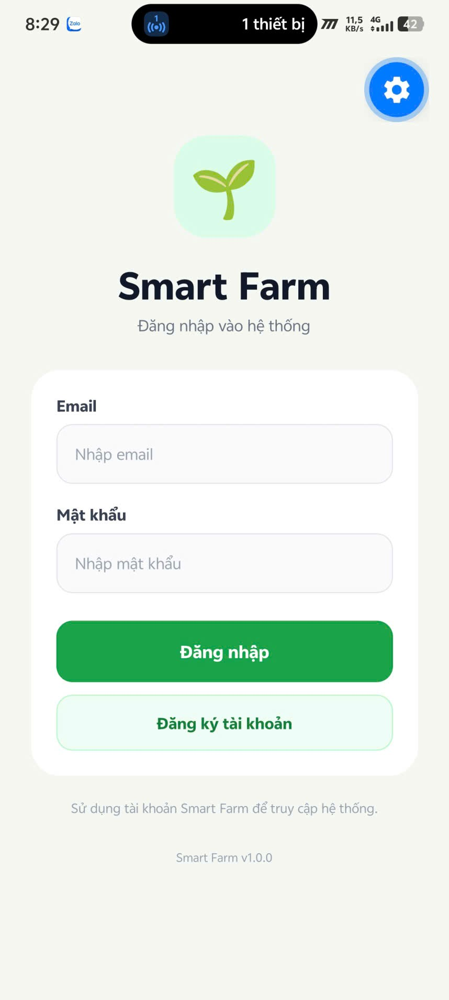 8:29
Zalo
1
1 thiết bị
11,5
KB/s
4G
42
Smart Farm
Đăng nhập vào hệ thống
Email
Nhập email
Mật khẩu
Nhập mật khẩu
Đăng nhập
Đăng ký tài khoản
Sử dụng tài khoản Smart Farm để truy cập hệ thống.
Smart Farm v1.0.0